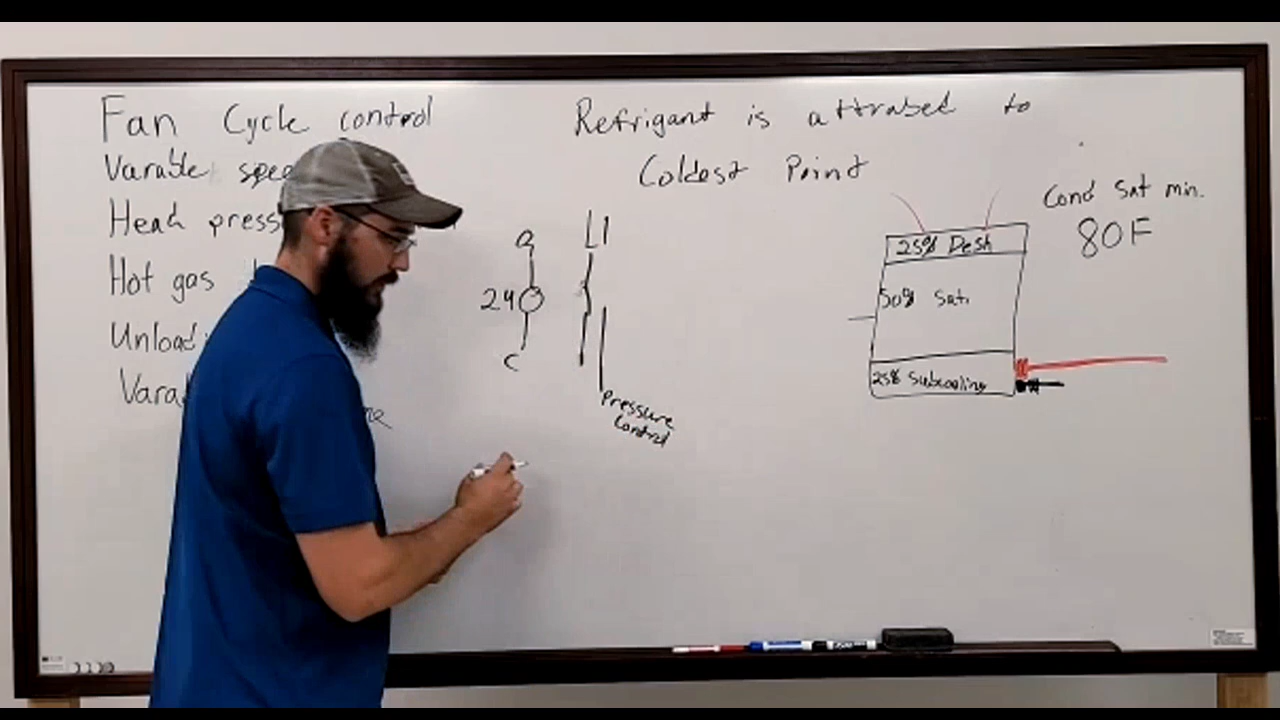 Fan Cycle control
Varable spee
Head press
Hot gas
Unload
Vara
Refrigant is attrabed to
Coldest Point
Cond Sat min.
80F
25% Desh
50% Sat.
25% Subcooling
L1
24
C
Pressure
Control